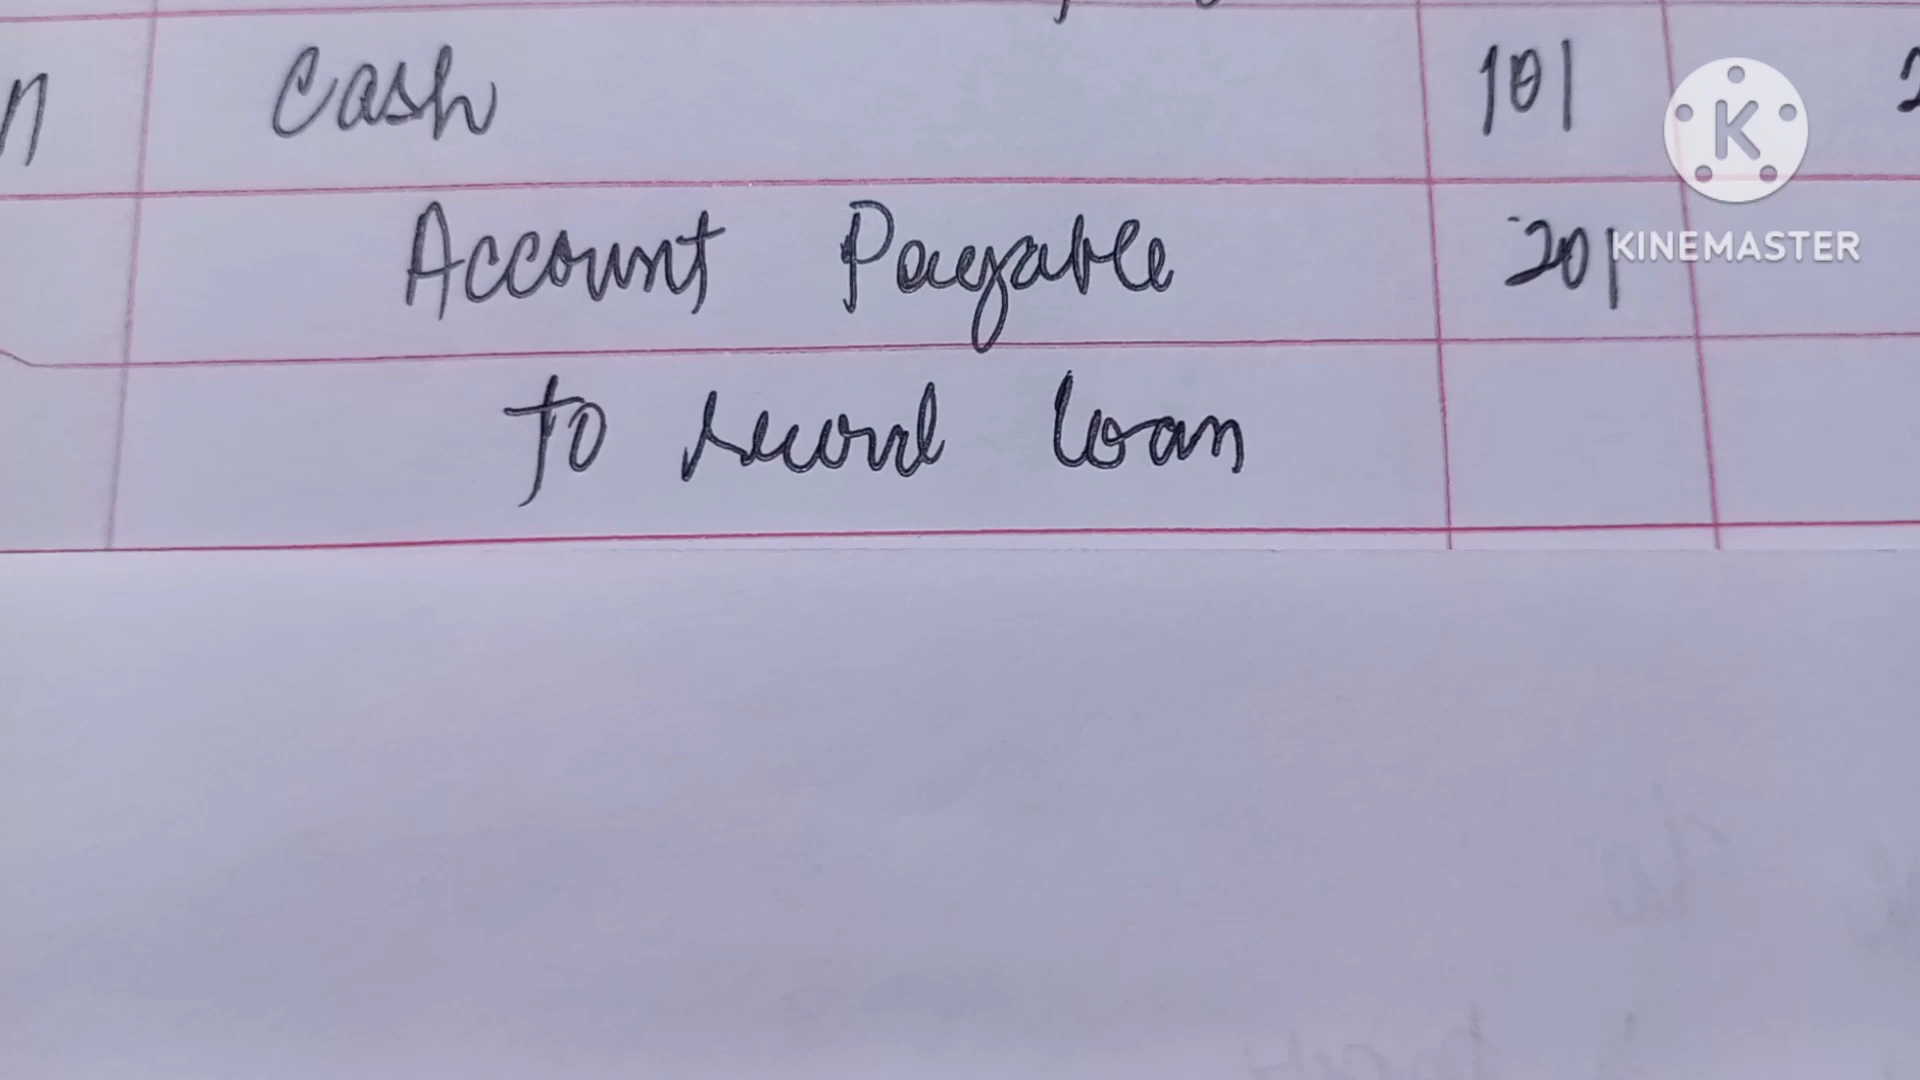 n Cash 101
Account Payable 201
To record loan
K
KINEMASTER